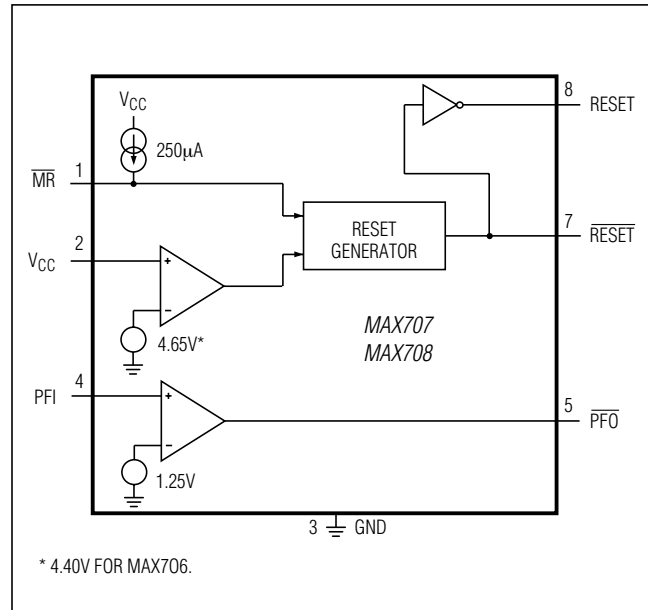 8
RESET
VCC
250µA
1
MR
RESET
GENERATOR
7
RESET
2
VCC
+
−
4.65V*
MAX707
MAX708
4
PFI
+
−
5
PFO
1.25V
3 GND
* 4.40V FOR MAX706.